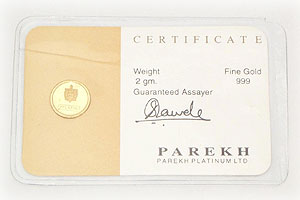 CERTIFICATE
Weight Fine Gold
2 gm. 999
Guaranteed Assayer
PAREKH
PAREKH PLATINUM LTD